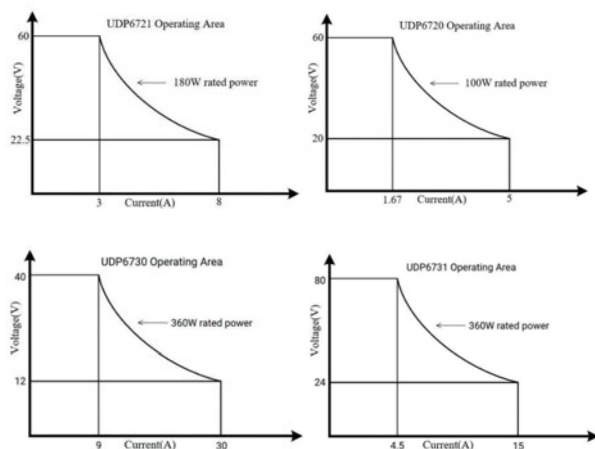 UDP6721 Operating Area
60
Voltage(V)
180W rated power
22.5
3
Current(A)
8
UDP6720 Operating Area
60
Voltage(V)
100W rated power
20
1.67
Current(A)
5
UDP6730 Operating Area
40
Voltage(V)
360W rated power
12
9
Current(A)
30
UDP6731 Operating Area
80
Voltage(V)
360W rated power
24
4.5
Current(A)
15